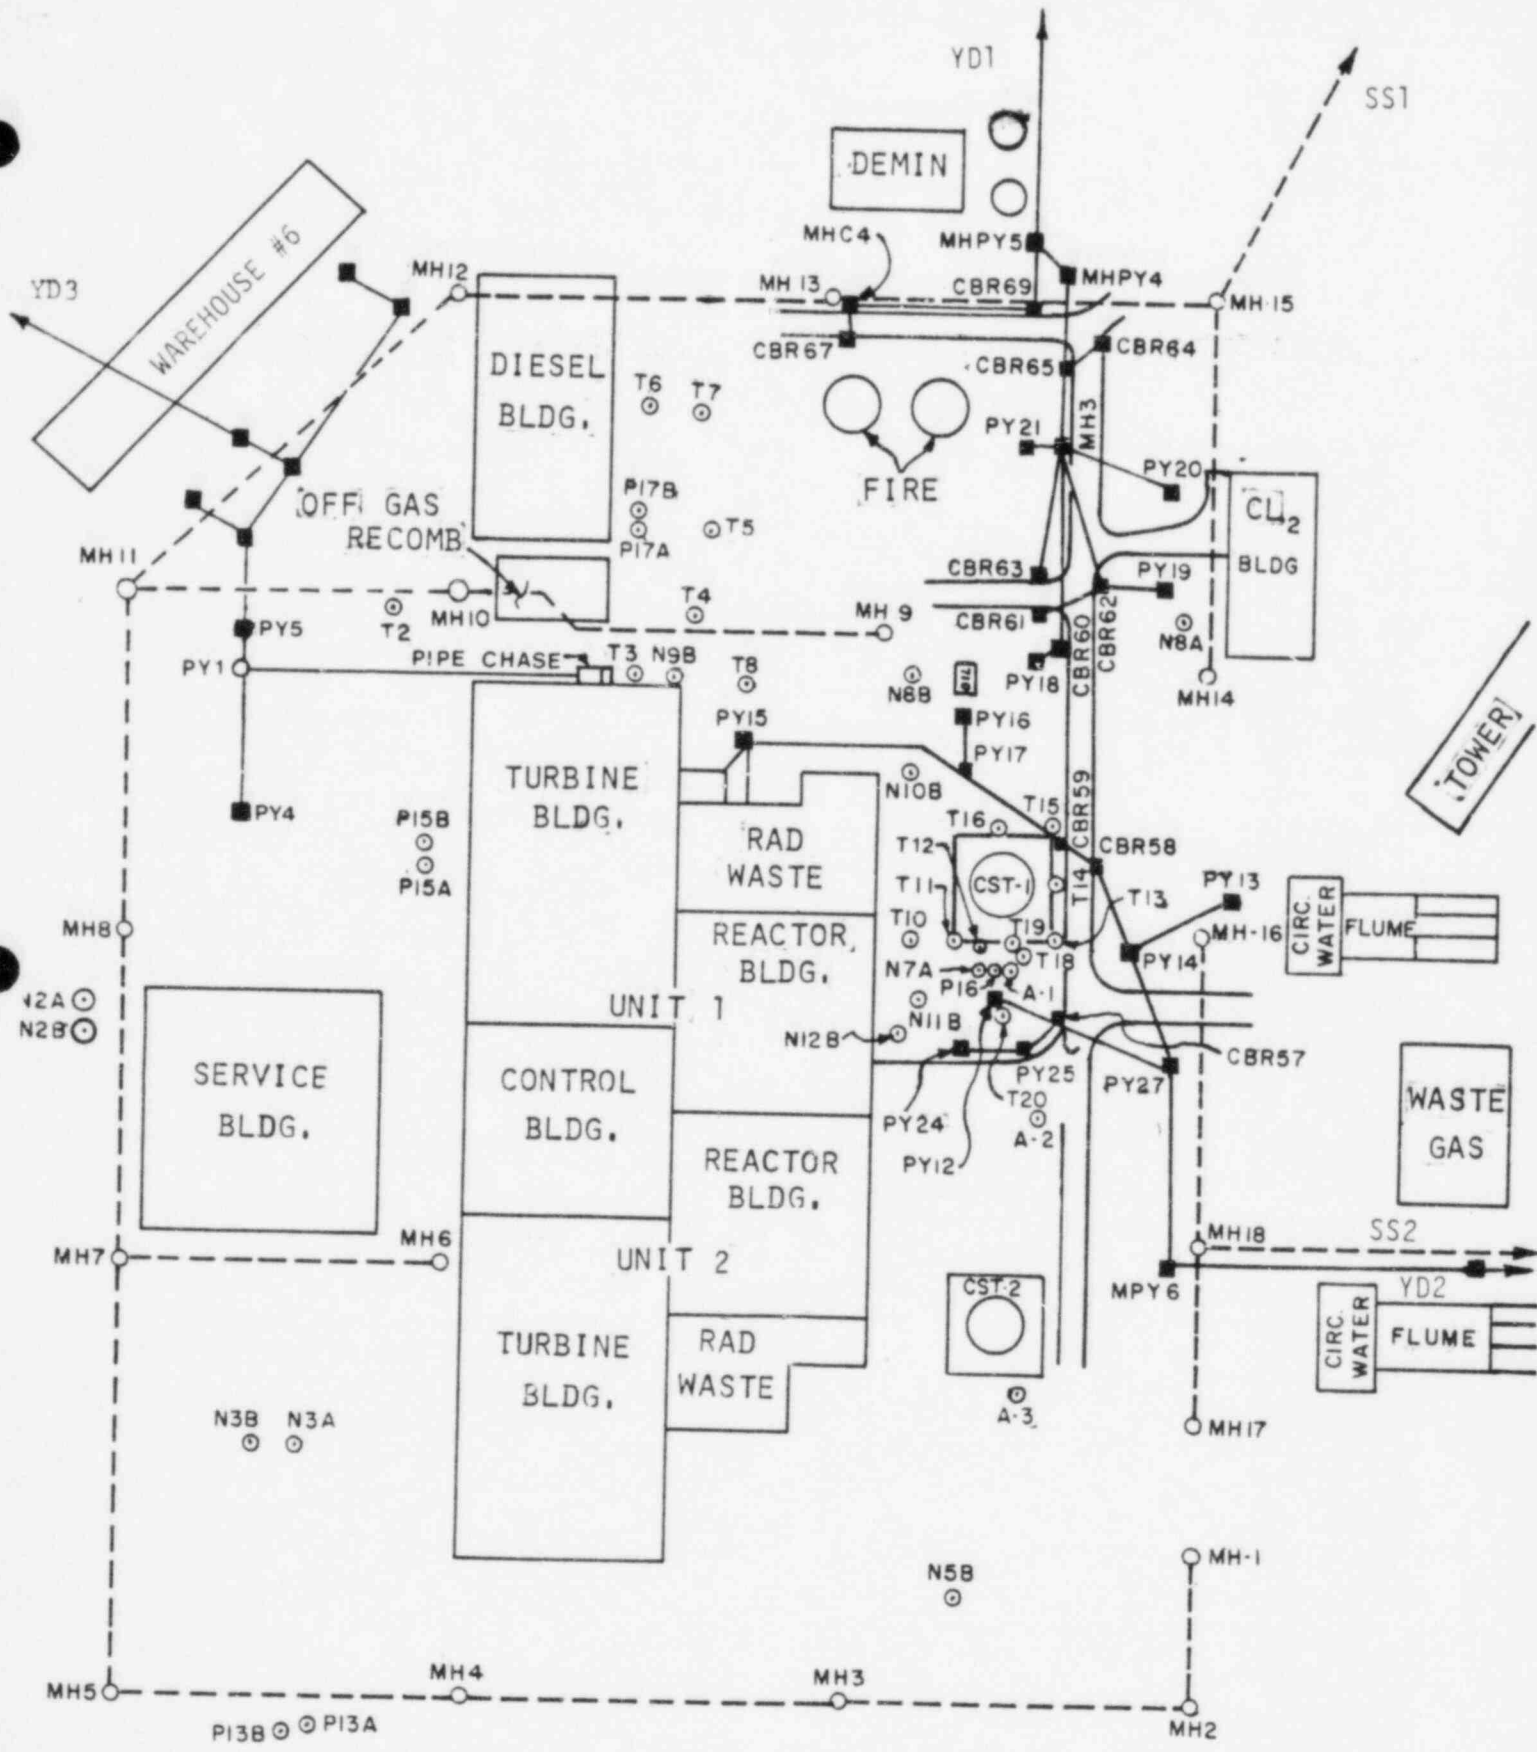 YD1
SS1
DEMIN
WAREHOUSE #6
MHC4
MHPY5
YD3
MH12
MH 13
CBR69
MHPY4
MH-15
CBR67
CBR65
CBR64
DIESEL
BLDG.
T6
T7
PY21
MH3
PY20
FIRE
P17B
OFF GAS
RECOMB.
P17A
T5
CL2
BLDG
MH11
CBR63
PY19
T2
MH10
T4
MH 9
CBR61
CBR60
CBR62
N8A
PY5
PY1
PIPE CHASE
T3
N9B
T8
N8B
PY18
MH14
PY15
PY16
PY17
TOWER
TURBINE
BLDG.
N10B
CBR59
PY4
P15B
P15A
RAD
WASTE
T16
T15
T12
CBR58
CST-1
T14
T11
T13
PY13
MH8
T10
T19
MH-16
CIRC.
WATER
FLUME
REACTOR
BLDG.
N7A
P16
A-1
T18
PY14
N2A
N2B
UNIT 1
N11B
N12B
CBR57
SERVICE
BLDG.
CONTROL
BLDG.
PY25
PY27
T20
PY24
A-2
WASTE
GAS
REACTOR
BLDG.
PY12
MH7
MH6
MH18
SS2
UNIT 2
CST-2
MPY6
YD2
TURBINE
BLDG.
RAD
WASTE
CIRC.
WATER
FLUME
A-3
N3B
N3A
MH17
MH-1
N5B
MH5
MH4
MH3
MH2
P13B
P13A